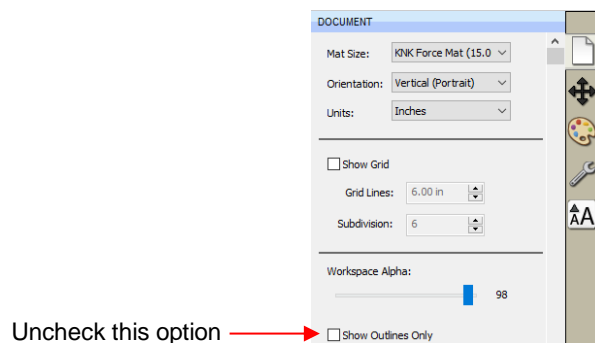 DOCUMENT
Mat Size: KNK Force Mat (15.0
Orientation: Vertical (Portrait)
Units: Inches
Show Grid
Grid Lines: 6.00 in
Subdivision: 6
Workspace Alpha:
98
Uncheck this option
Show Outlines Only
AA